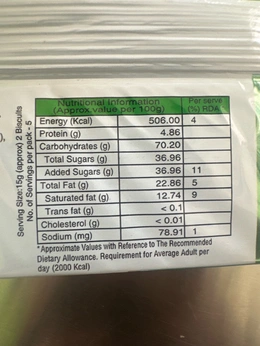 Nutritional Information
(Approx.value per 100g)
Per serve
(%) RDA*
Energy (Kcal) 506.00 4
Protein (g) 4.86
Carbohydrates (g) 70.20
Total Sugars (g) 36.96
Added Sugars (g) 36.96 11
Total Fat (g) 22.86 5
Saturated fat (g) 12.74 9
Trans fat (g) < 0.1
Cholesterol (g) < 0.01
Sodium (mg) 78.91 1
*Approximate Values with Reference to The Recommended
Dietary Allowance. Requirement for Average Adult per
day (2000 Kcal)
Serving Size:15g (approx) 2 Biscuits
No. of Servings per pack - 5